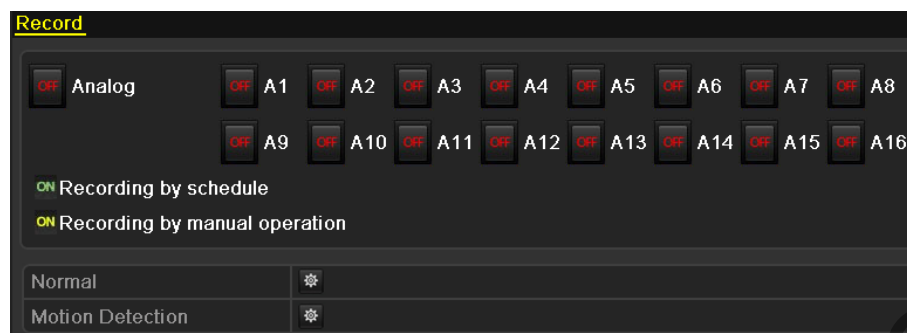 Record
OFF Analog OFF A1 OFF A2 OFF A3 OFF A4 OFF A5 OFF A6 OFF A7 OFF A8
OFF A9 OFF A10 OFF A11 OFF A12 OFF A13 OFF A14 OFF A15 OFF A16
ON Recording by schedule
ON Recording by manual operation
Normal
Motion Detection